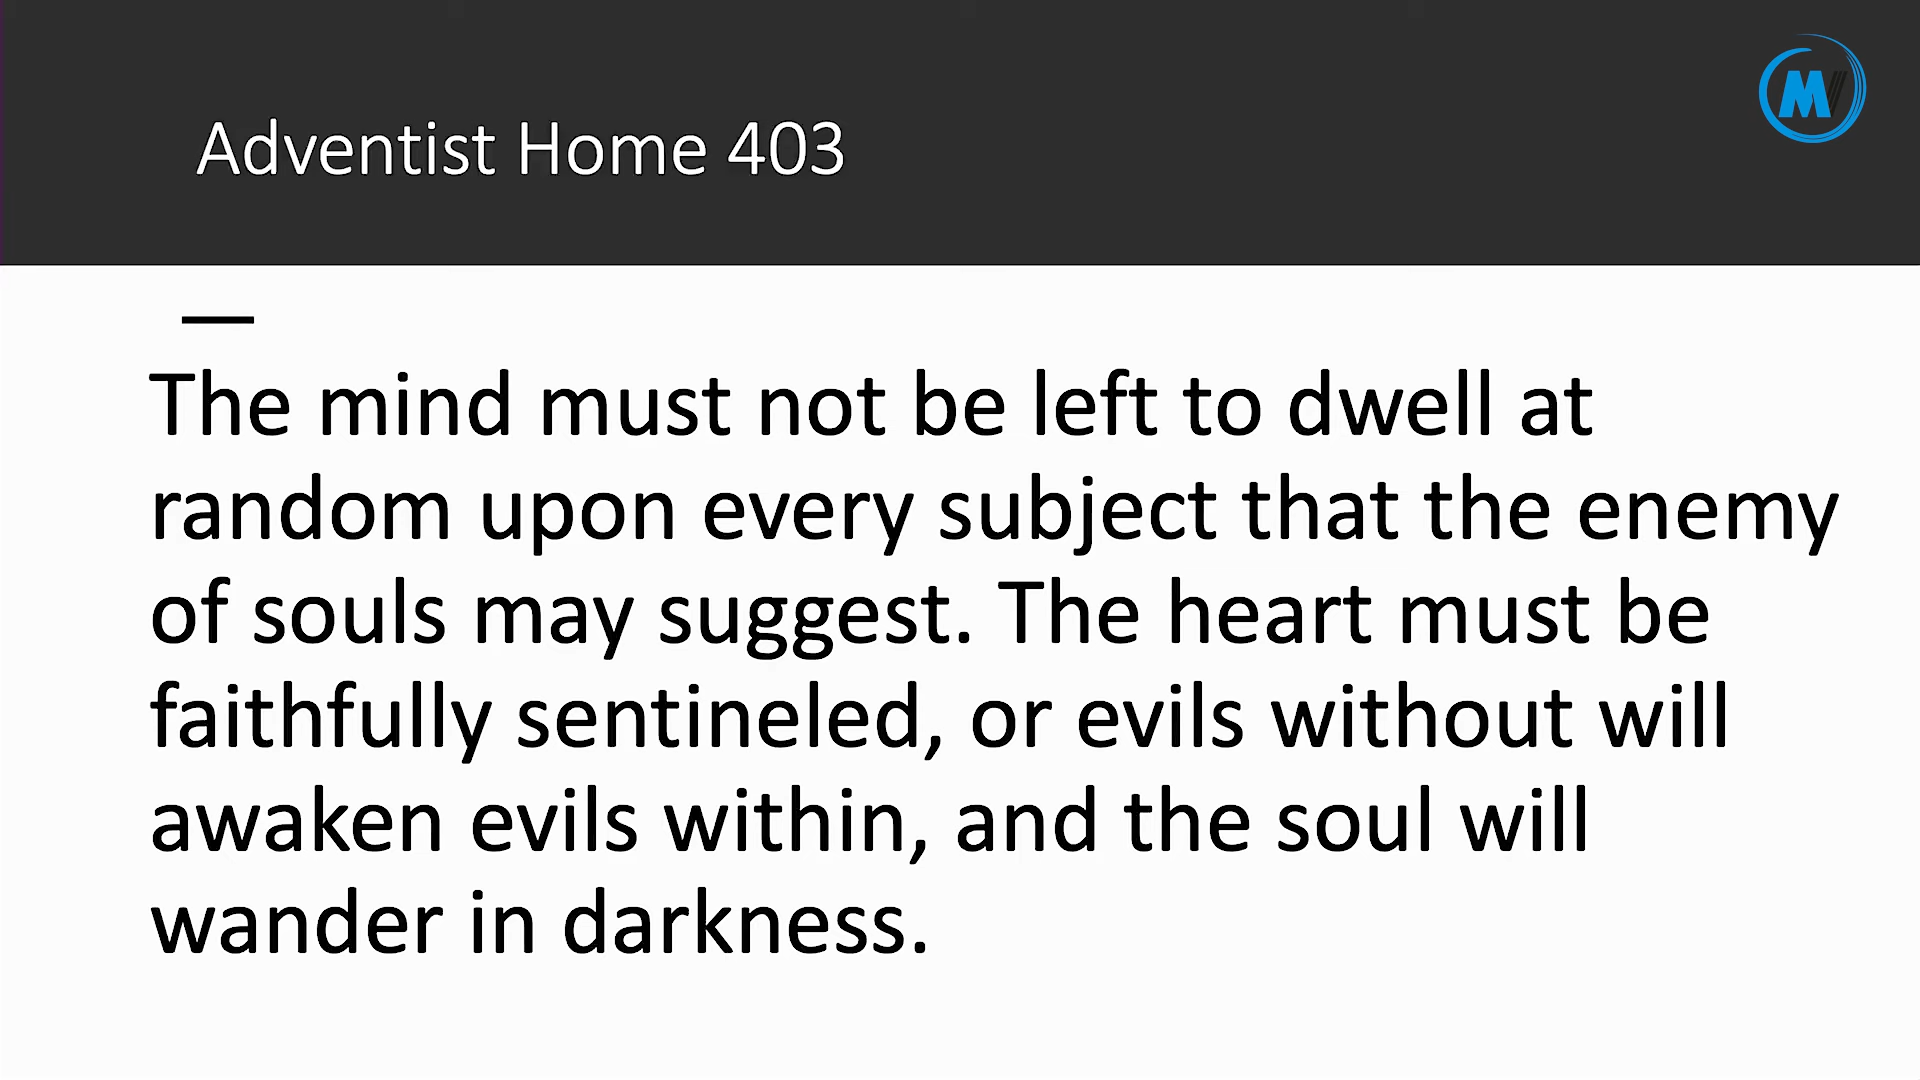 Adventist Home 403
MV
The mind must not be left to dwell at
random upon every subject that the enemy
of souls may suggest. The heart must be
faithfully sentineled, or evils without will
awaken evils within, and the soul will
wander in darkness.